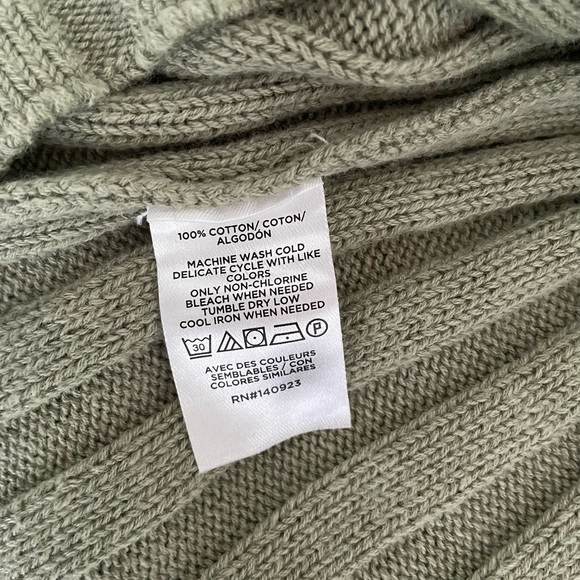 100% COTTON/ COTON/
ALGODÓN
MACHINE WASH COLD
DELICATE CYCLE WITH LIKE
COLORS
ONLY NON-CHLORINE
BLEACH WHEN NEEDED
TUMBLE DRY LOW
COOL IRON WHEN NEEDED
30 P
AVEC DES COULEURS
SEMBLABLES / CON
COLORES SIMILARES
RN#140923